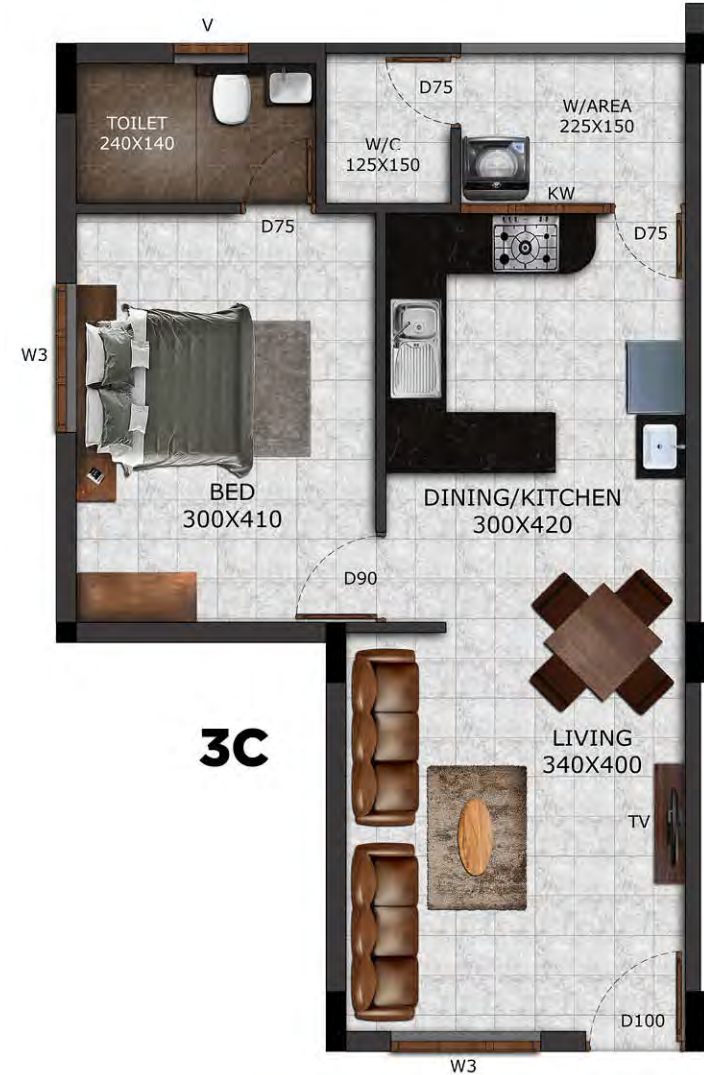 V
D75
W/AREA
225X150
TOILET
240X140
W/C
125X150
KW
D75
D75
W3
BED
300X410
DINING/KITCHEN
300X420
D90
3C
LIVING
340X400
TV
D100
W3